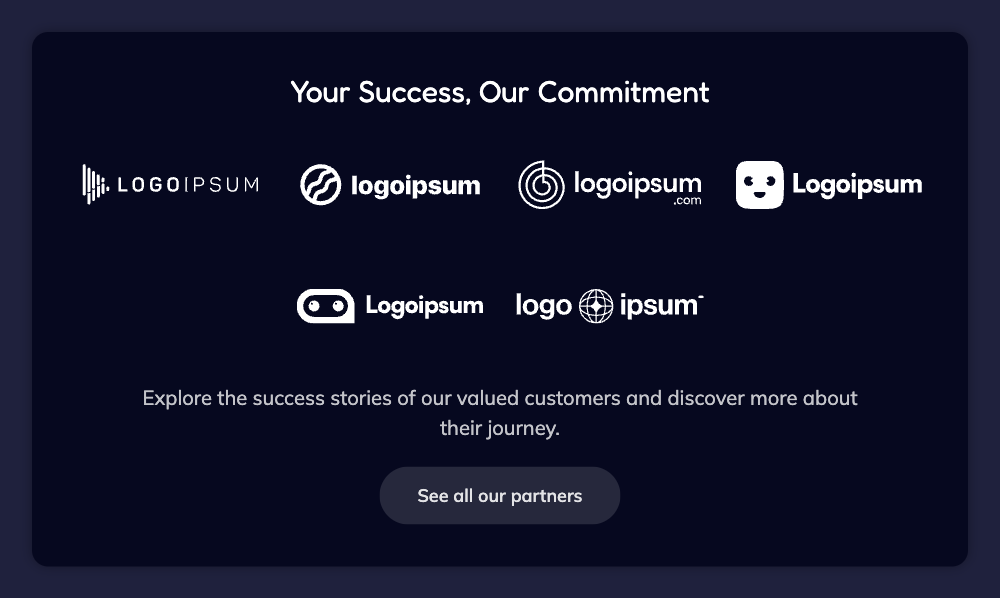 Your Success, Our Commitment
LOGOIPSUM logoipsum logoipsum .com Logoipsum
Logoipsum logo ipsum
Explore the success stories of our valued customers and discover more about
their journey.
See all our partners